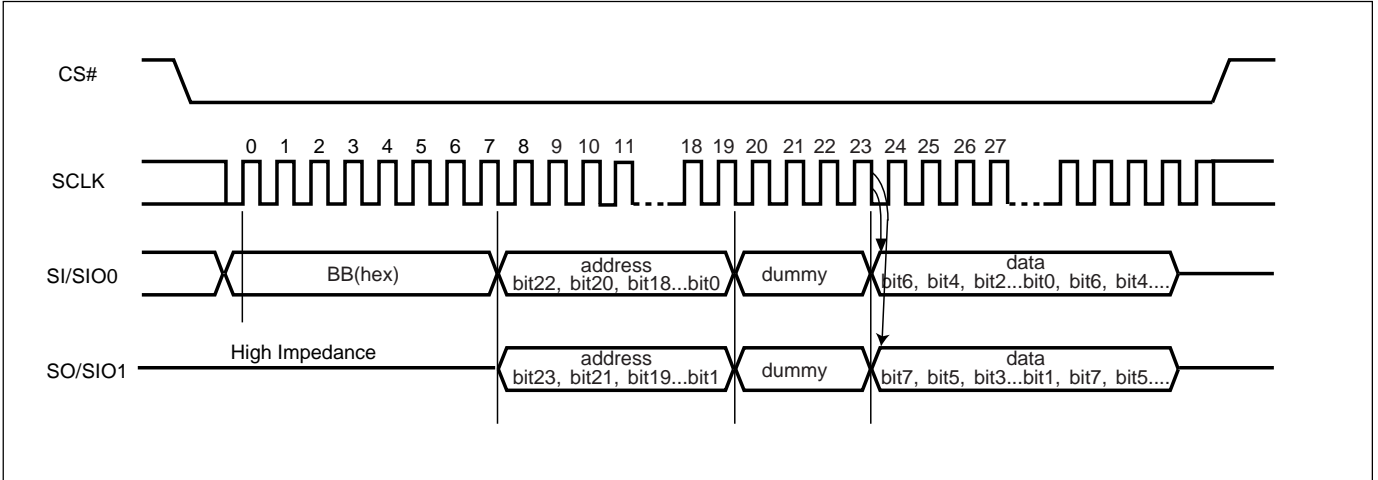 CS#
0 1 2 3 4 5 6 7 8 9 10 11 18 19 20 21 22 23 24 25 26 27
SCLK
SI/SIO0
BB(hex)
address
bit22, bit20, bit18...bit0
dummy
data
bit6, bit4, bit2...bit0, bit6, bit4....
High Impedance
SO/SIO1
address
bit23, bit21, bit19...bit1
dummy
data
bit7, bit5, bit3...bit1, bit7, bit5....